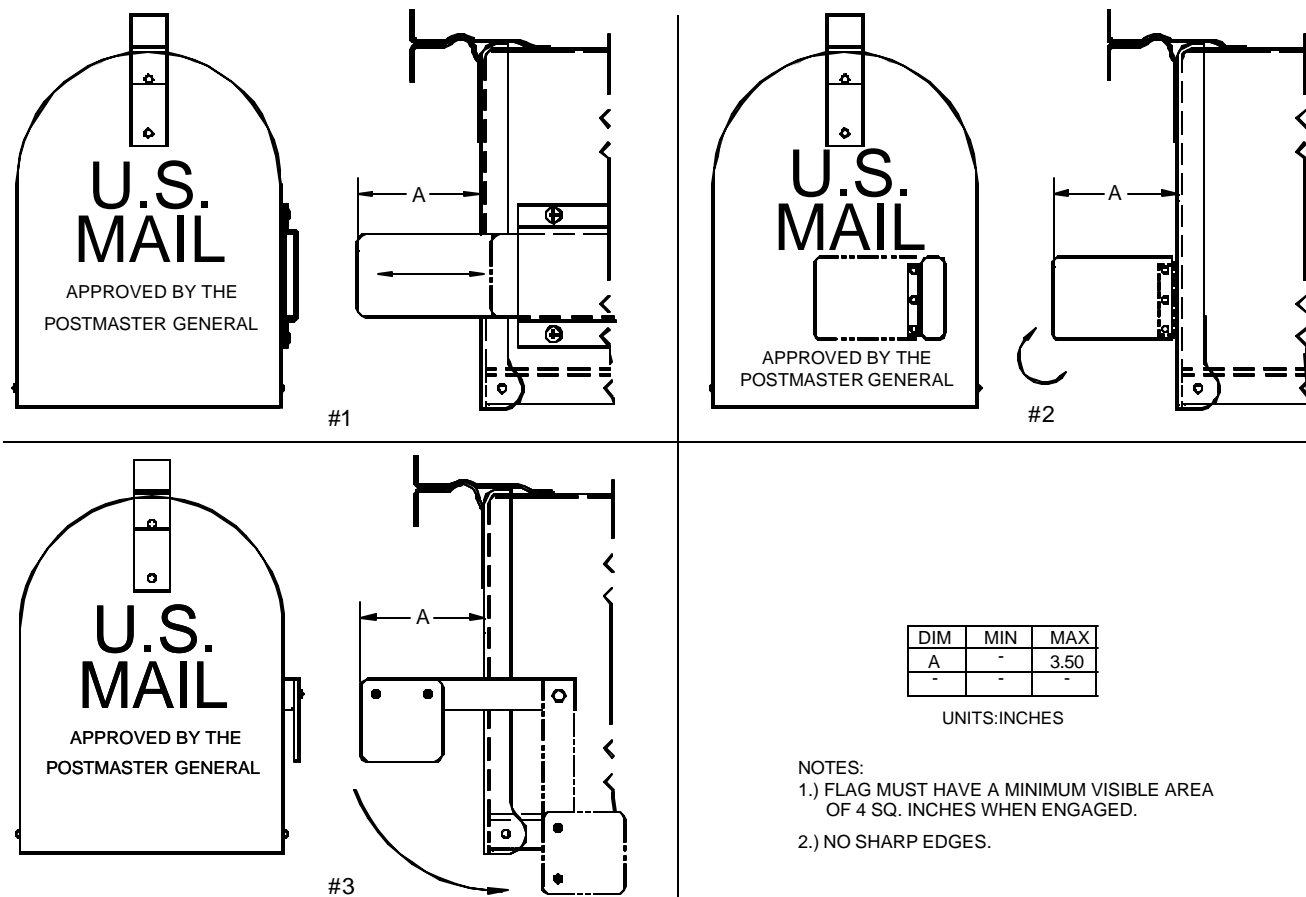 U.S.
MAIL
APPROVED BY THE
POSTMASTER GENERAL
A
#1
U.S.
MAIL
APPROVED BY THE
POSTMASTER GENERAL
A
#2
U.S.
MAIL
APPROVED BY THE
POSTMASTER GENERAL
A
#3
DIM MIN MAX
A - 3.50
- - -
UNITS:INCHES
NOTES:
1.) FLAG MUST HAVE A MINIMUM VISIBLE AREA
OF 4 SQ. INCHES WHEN ENGAGED.
2.) NO SHARP EDGES.